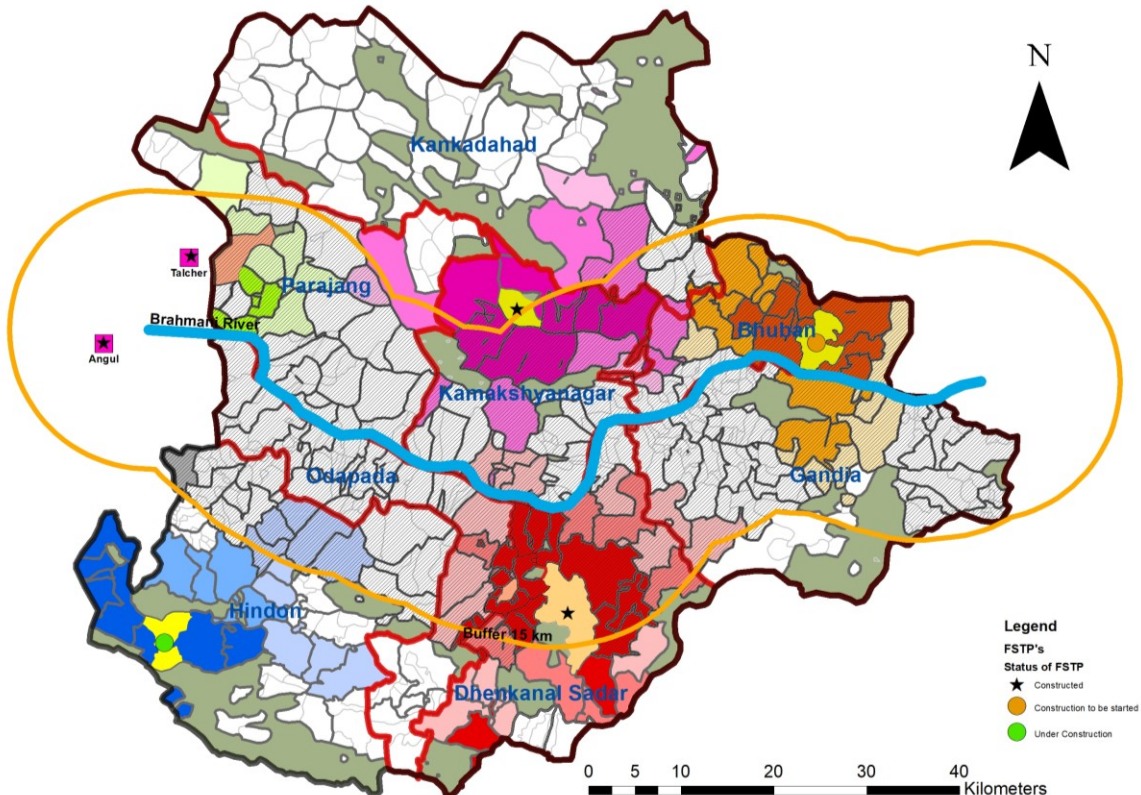 N
Kankadahad
Talcher
Parajang
Brahmani River
Bhuban
Angul
Kamakshyanagar
Odapada
Gandia
Hindon
Buffer 15 km
Dhenkanal Sadar
Legend
FSTP's
Status of FSTP
Constructed
Construction to be started
Under Construction
0 5 10 20 30 40
Kilometers